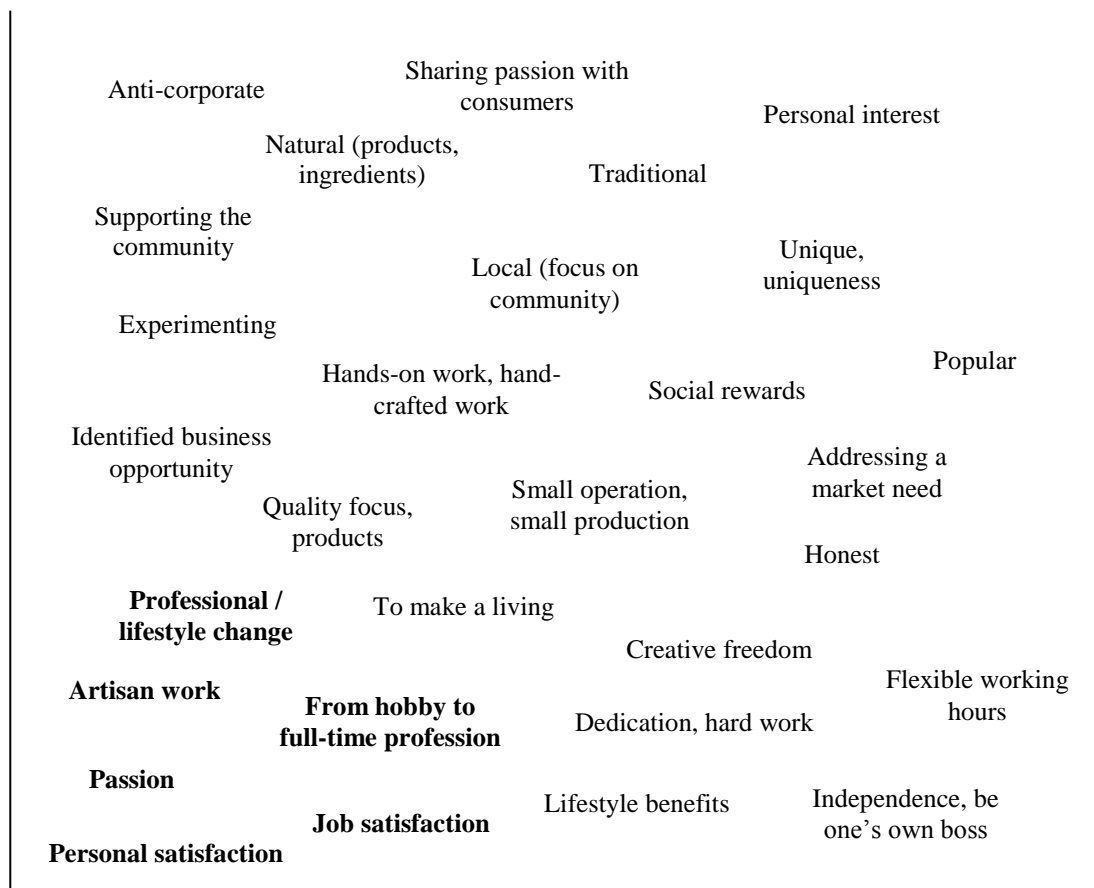 Sharing passion with
consumers
Anti-corporate
Personal interest
Natural (products,
ingredients)
Traditional
Supporting the
community
Unique,
uniqueness
Local (focus on
community)
Experimenting
Popular
Hands-on work, hand-
crafted work
Social rewards
Identified business
opportunity
Addressing a
market need
Small operation,
small production
Quality focus,
products
Honest
Professional /
lifestyle change
To make a living
Creative freedom
Flexible working
hours
Artisan work
From hobby to
full-time profession
Dedication, hard work
Passion
Lifestyle benefits
Independence, be
one’s own boss
Job satisfaction
Personal satisfaction